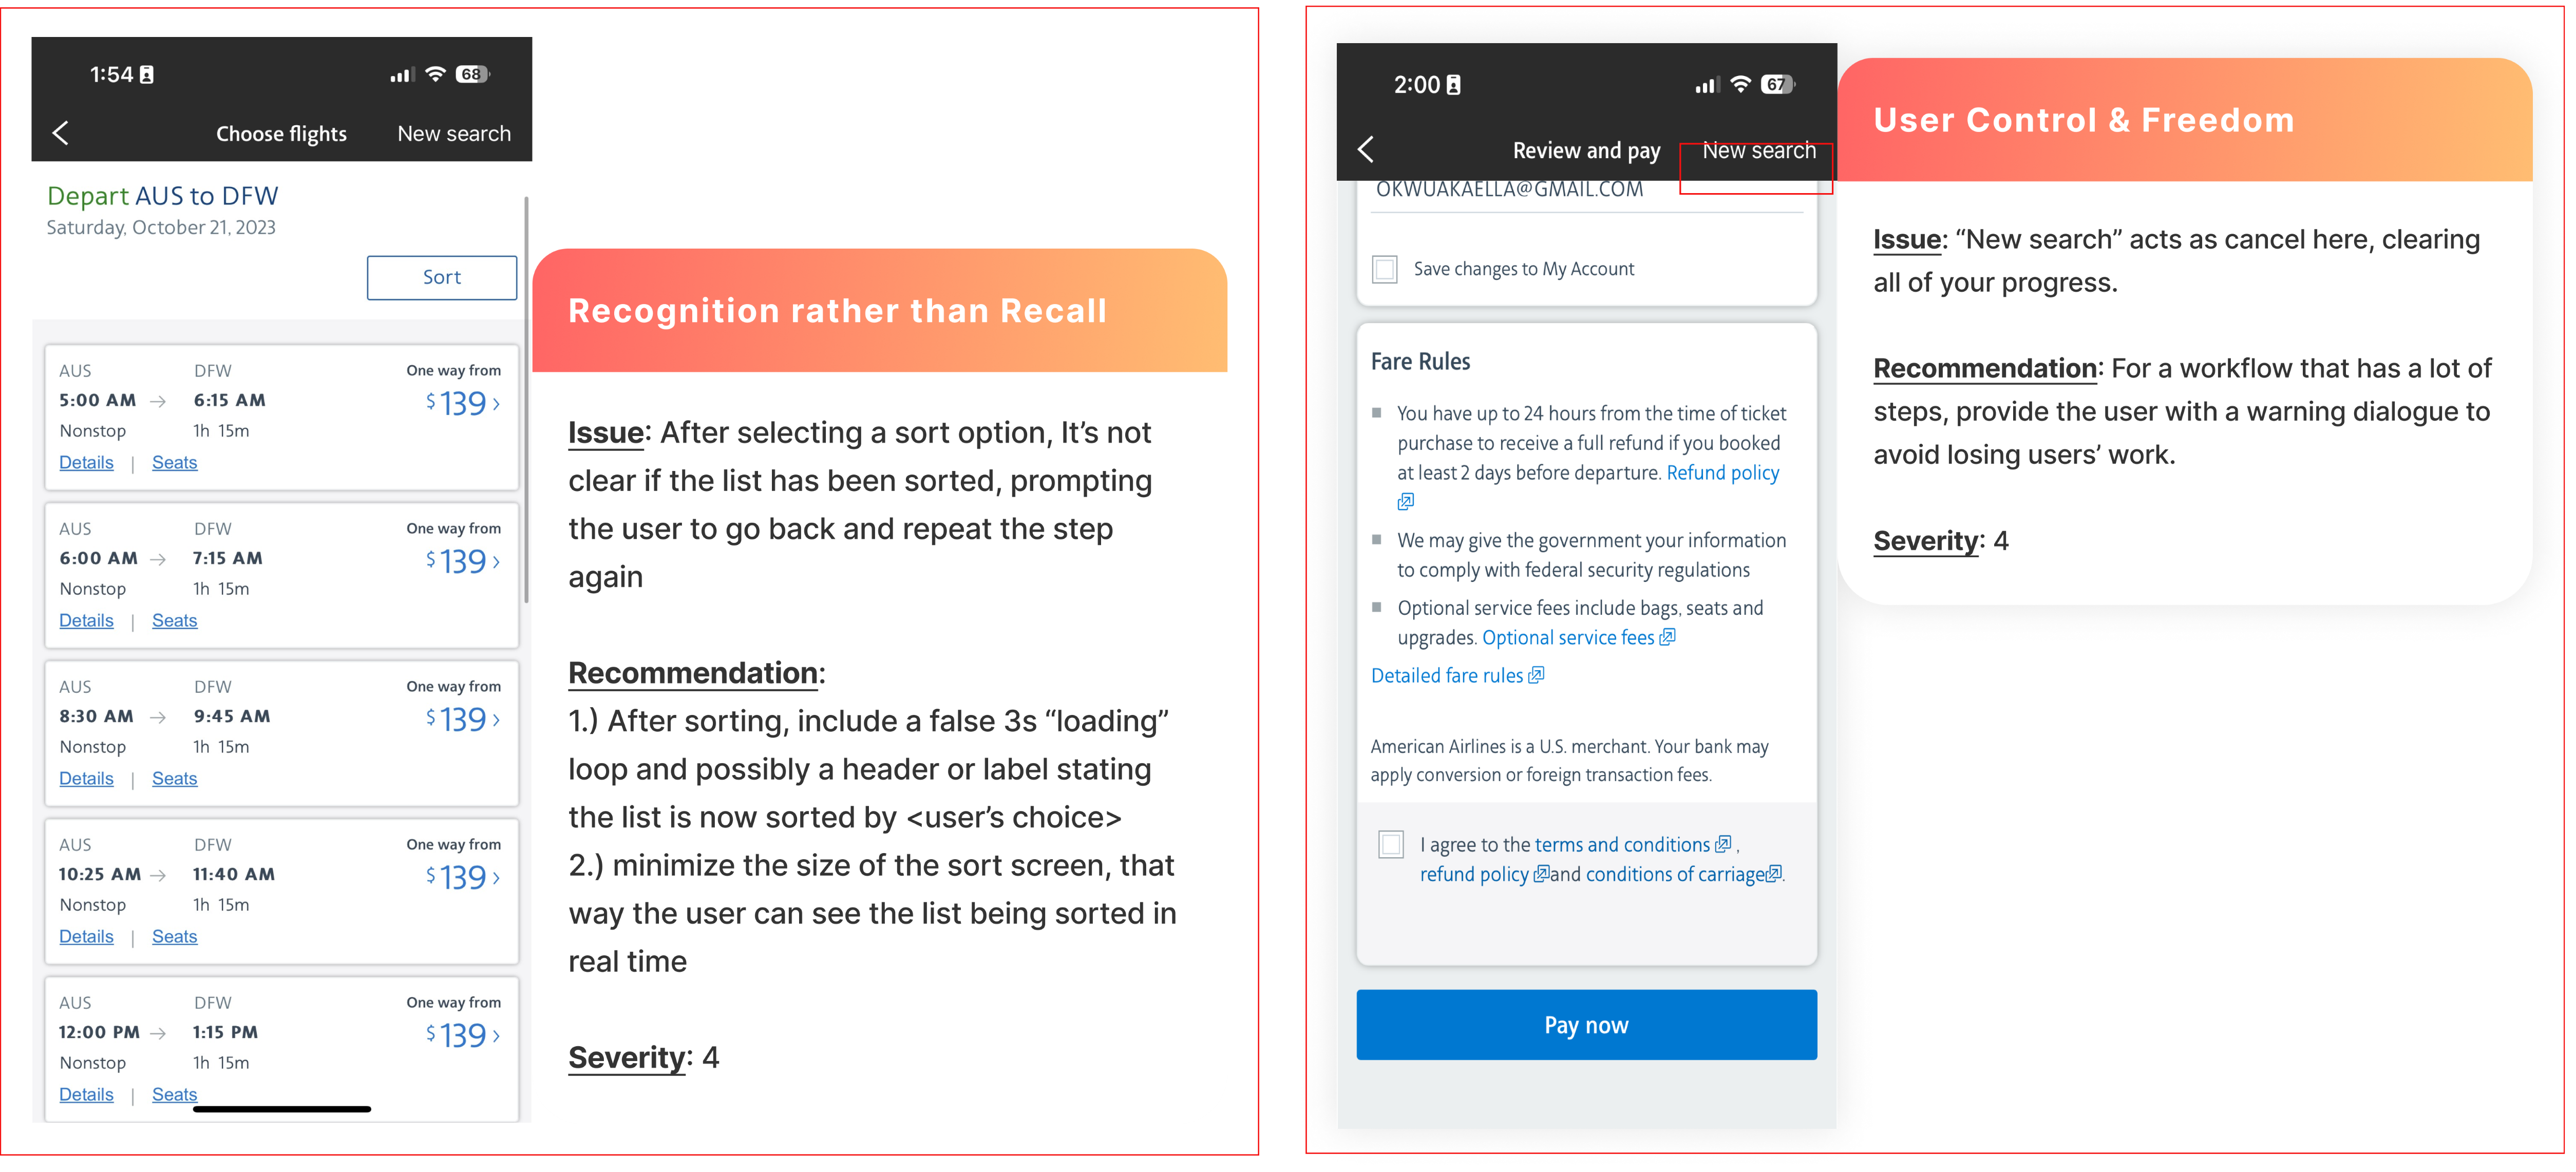 1:54
68
Choose flights
New search
Depart AUS to DFW
Saturday, October 21, 2023
Sort
AUS DFW One way from
5:00 AM → 6:15 AM $139 >
Nonstop 1h 15m
Details | Seats
AUS DFW One way from
6:00 AM → 7:15 AM $139 >
Nonstop 1h 15m
Details | Seats
AUS DFW One way from
8:30 AM → 9:45 AM $139 >
Nonstop 1h 15m
Details | Seats
AUS DFW One way from
10:25 AM → 11:40 AM $139 >
Nonstop 1h 15m
Details | Seats
AUS DFW One way from
12:00 PM → 1:15 PM $139 >
Nonstop 1h 15m
Details | Seats
Recognition rather than Recall
Issue: After selecting a sort option, It’s not
clear if the list has been sorted, prompting
the user to go back and repeat the step
again
Recommendation:
1.) After sorting, include a false 3s “loading”
loop and possibly a header or label stating
the list is now sorted by <user’s choice>
2.) minimize the size of the sort screen, that
way the user can see the list being sorted in
real time
Severity: 4
2:00
67
Review and pay
New search
OKWUAKAELLA@GMAIL.COM
Save changes to My Account
Fare Rules
You have up to 24 hours from the time of ticket
purchase to receive a full refund if you booked
at least 2 days before departure. Refund policy
We may give the government your information
to comply with federal security regulations
Optional service fees include bags, seats and
upgrades. Optional service fees
Detailed fare rules
American Airlines is a U.S. merchant. Your bank may
apply conversion or foreign transaction fees.
I agree to the terms and conditions ,
refund policy and conditions of carriage.
Pay now
User Control & Freedom
Issue: “New search” acts as cancel here, clearing
all of your progress.
Recommendation: For a workflow that has a lot of
steps, provide the user with a warning dialogue to
avoid losing users’ work.
Severity: 4